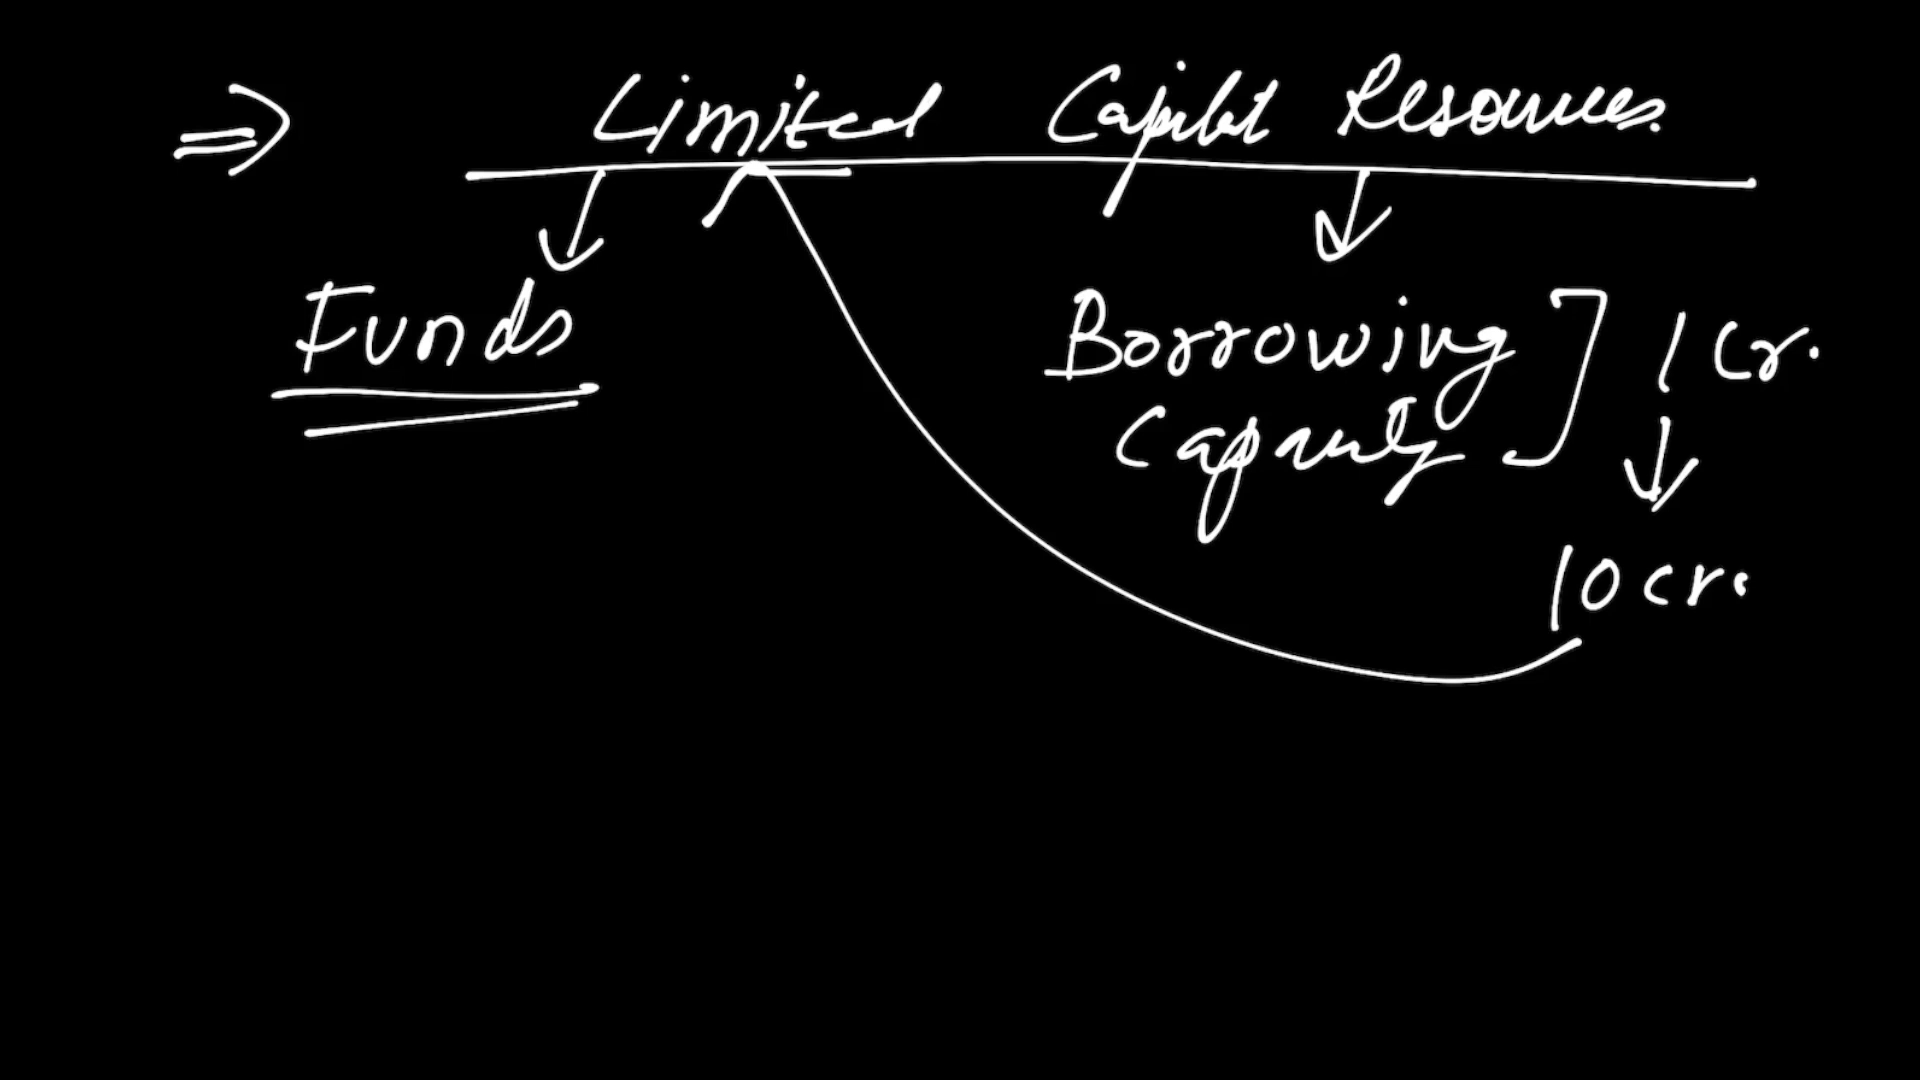 ⇒ Limited Capital Resources.
Funds
Borrowing
Capacity
1 Cr.
10 cr.